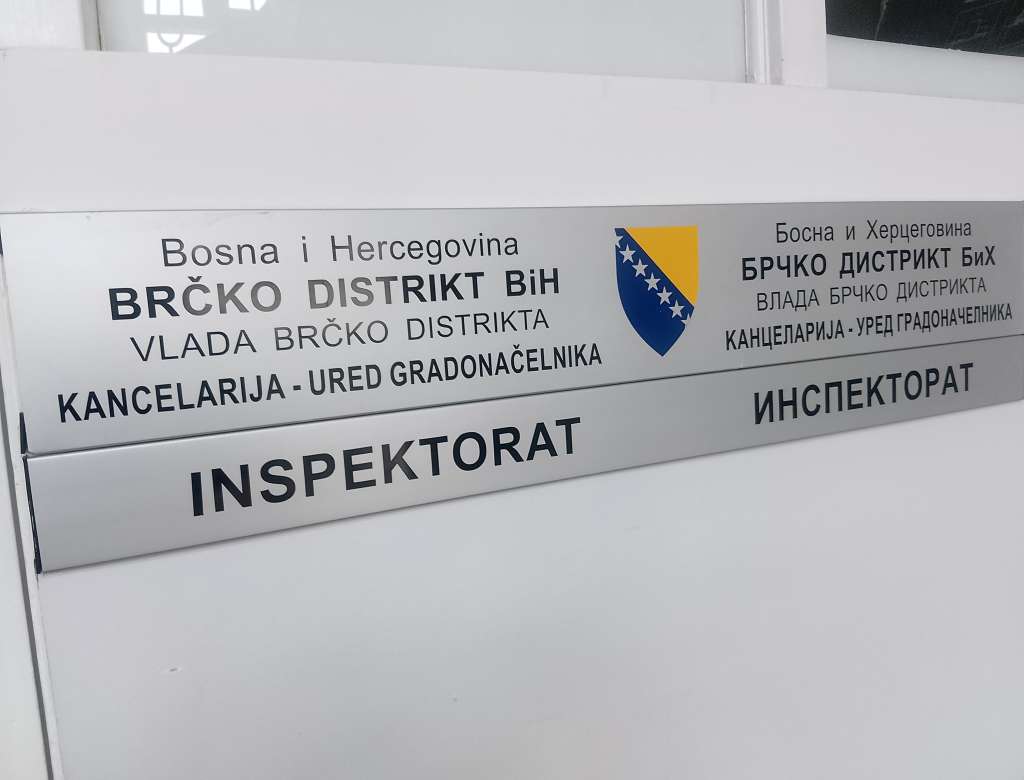 Bosna i Hercegovina
BRČKO DISTRIKT BiH
VLADA BRČKO DISTRIKTA
KANCELARIJA - URED GRADONAČELNIKA
INSPEKTORAT
Босна и Херцеговина
БРЧКО ДИСТРИКТ БиХ
ВЛАДА БРЧКО ДИСТРИКТА
КАНЦЕЛАРИЈА - УРЕД ГРАДОНАЧЕЛНИКА
ИНСПЕКТОРАТ